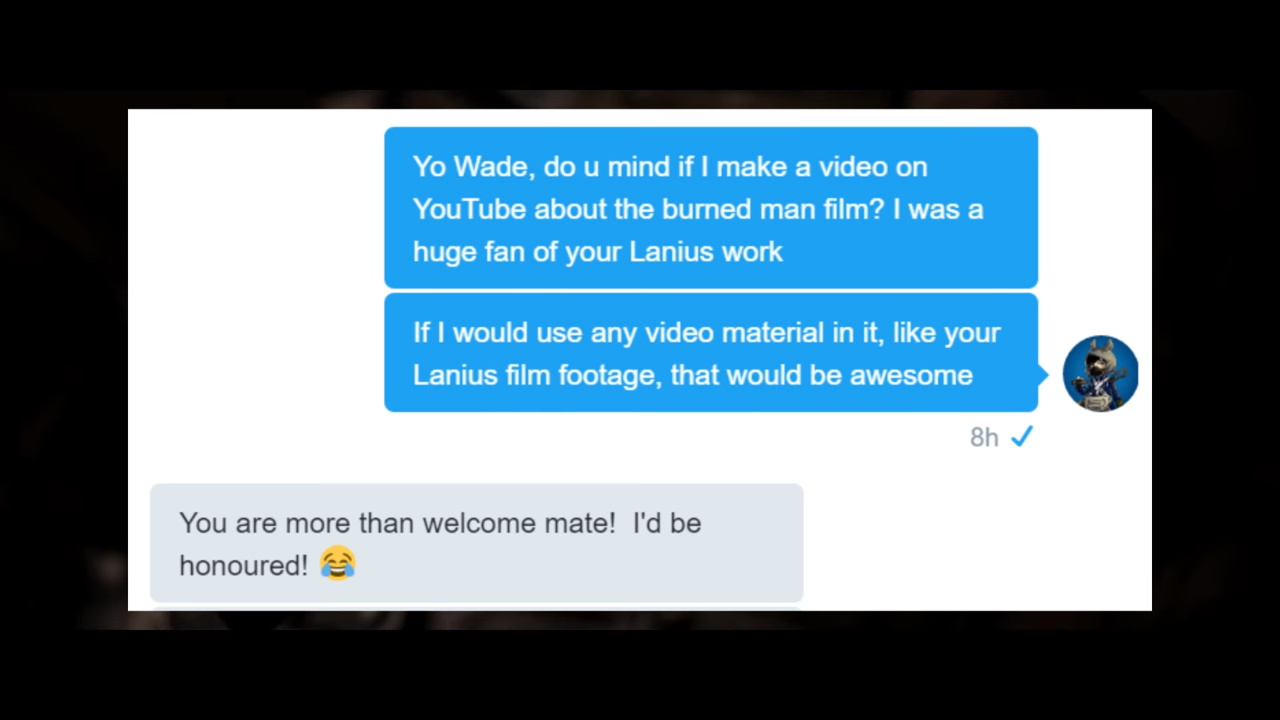 Yo Wade, do u mind if I make a video on
YouTube about the burned man film? I was a
huge fan of your Lanius work
If I would use any video material in it, like your
Lanius film footage, that would be awesome
8h
You are more than welcome mate!  I'd be
honoured! 😂